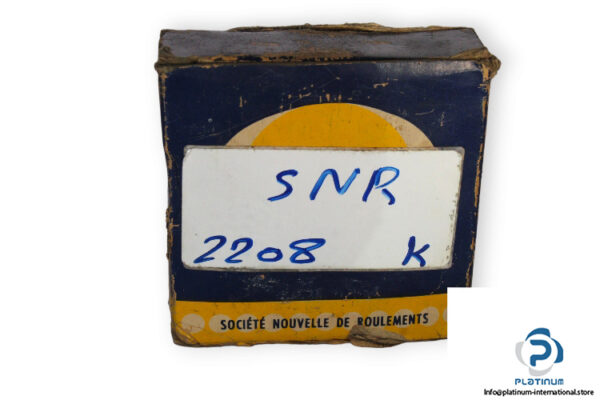 SNR
2208 K
SOCIÉTÉ NOUVELLE DE ROULEMENTS
PLATINUM
Info@platinum-international.store